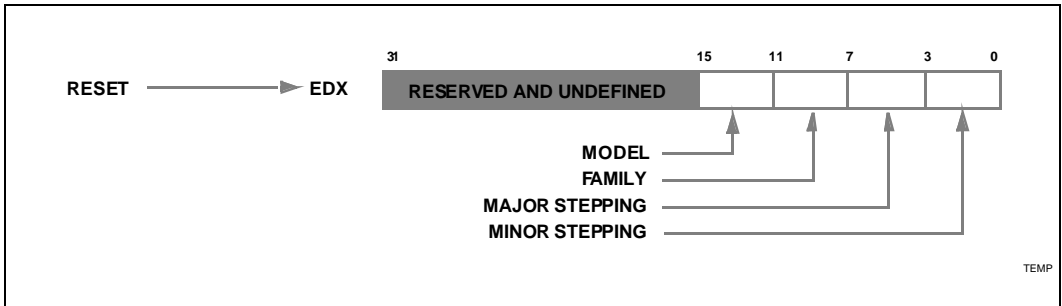 31 15 11 7 3 0
RESET EDX RESERVED AND UNDEFINED
MODEL
FAMILY
MAJOR STEPPING
MINOR STEPPING
TEMP